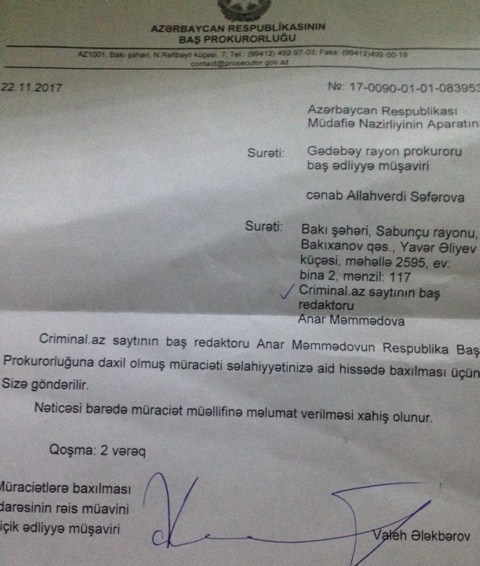 AZƏRBAYCAN RESPUBLİKASININ
BAŞ PROKURORLUĞU
AZ1001, Bakı şəhəri, N.Rəfibəyli küçəsi, 7; Tel.: (99412) 492-97-03; Faks: (99412)492-00-19
contact@prosecutor.gov.az
22.11.2017
№: 17-0090-01-01-083953
Azərbaycan Respublikası
Müdafiə Nazirliyinin Aparatın
Surəti: Gədəbəy rayon prokuroru
baş ədliyyə müşaviri
cənab Allahverdi Səfərova
Surəti: Bakı şəhəri, Sabunçu rayonu,
Bakıxanov qəs., Yavər Əliyev
küçəsi, məhəllə 2595, ev:
bina 2, mənzil: 117
Criminal.az saytının baş
redaktoru
Anar Məmmədova
Criminal.az saytının baş redaktoru Anar Məmmədovun Respublika Baş
Prokurorluğuna daxil olmuş müraciəti səlahiyyətinizə aid hissədə baxılması üçün
Sizə göndərilir.
Nəticəsi barədə müraciət müəllifinə məlumat verilməsi xahiş olunur.
Qoşma: 2 vərəq
Müraciətlərə baxılması
darəsinin rəis müavini
içik ədliyyə müşaviri
Valeh Ələkbərov